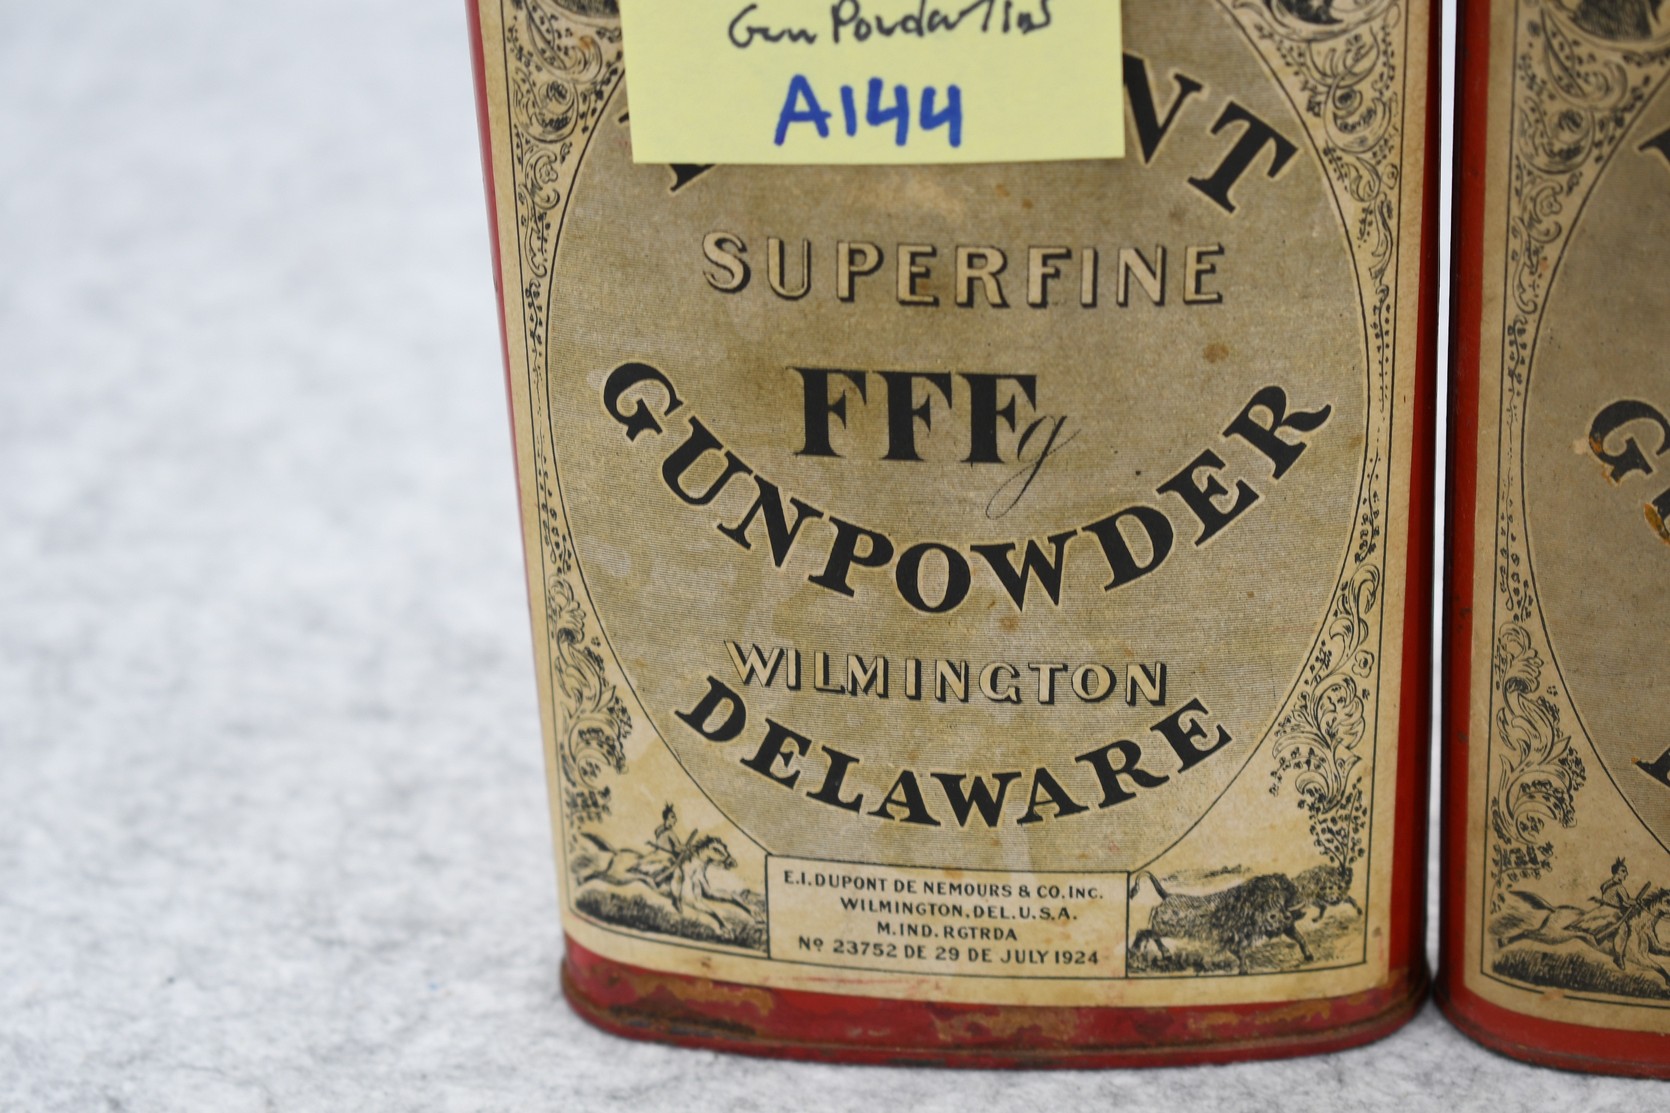 Gun Powder Tins
A144
NT
SUPERFINE
FFFg
GUNPOWDER
WILMINGTON
DELAWARE
E.I. DUPONT DE NEMOURS & CO. INC.
WILMINGTON, DEL. U.S.A.
M. IND. RGTRDA
Nº 23752 DE 29 DE JULY 1924
G